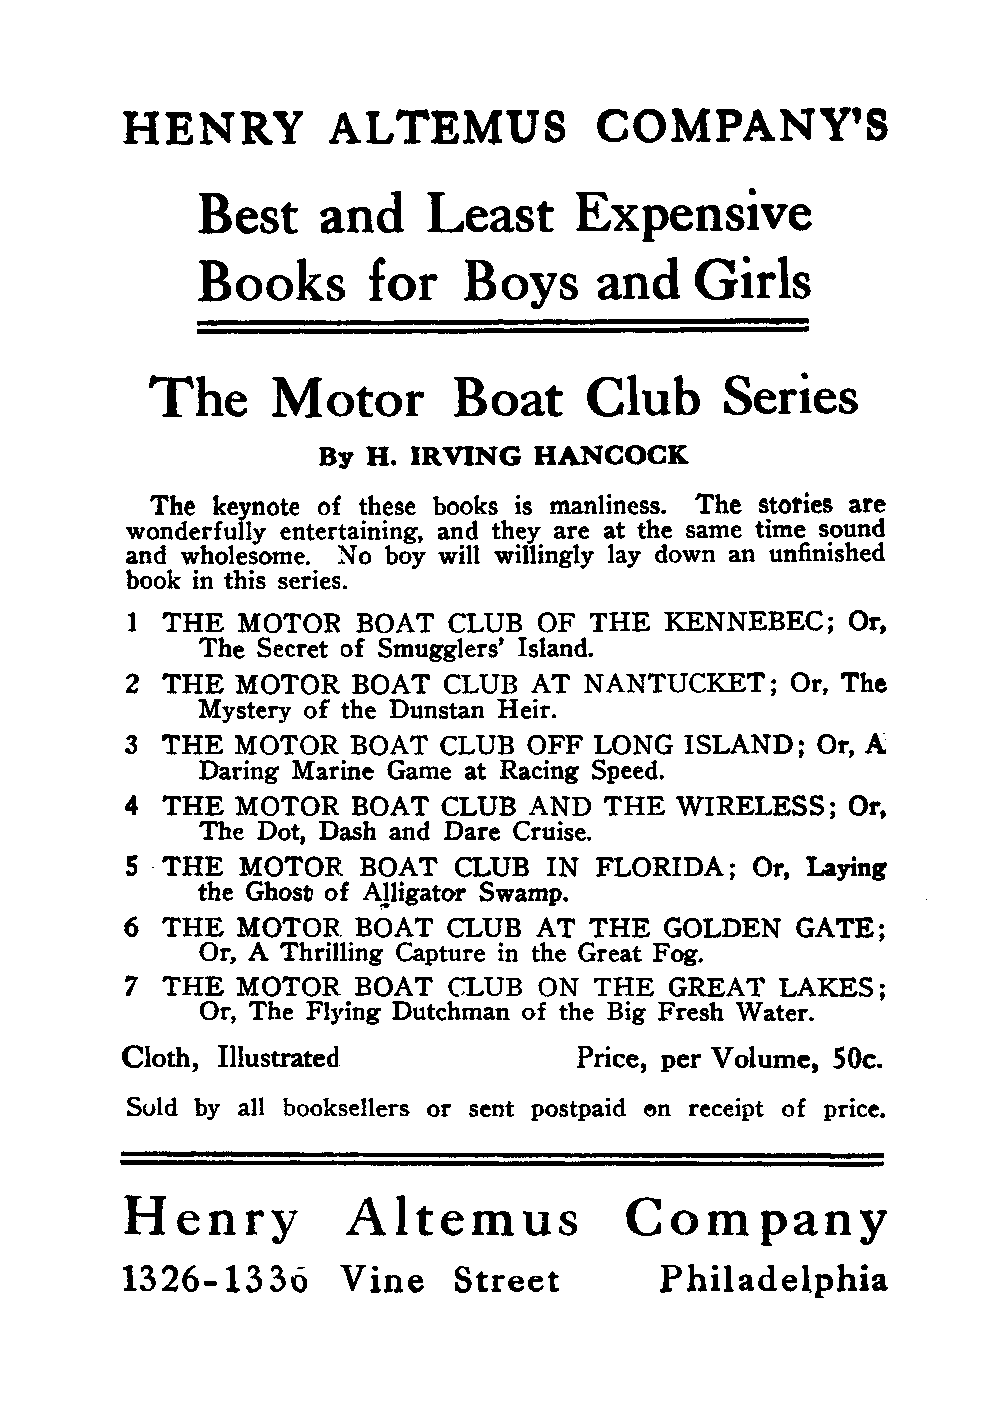 HENRY ALTEMUS COMPANY'S
Best and Least Expensive
Books for Boys and Girls
The Motor Boat Club Series
By H. IRVING HANCOCK
The keynote of these books is manliness. The stories are
wonderfully entertaining, and they are at the same time sound
and wholesome. No boy will willingly lay down an unfinished
book in this series.
1 THE MOTOR BOAT CLUB OF THE KENNEBEC; Or,
The Secret of Smugglers' Island.
2 THE MOTOR BOAT CLUB AT NANTUCKET; Or, The
Mystery of the Dunstan Heir.
3 THE MOTOR BOAT CLUB OFF LONG ISLAND; Or, A
Daring Marine Game at Racing Speed.
4 THE MOTOR BOAT CLUB AND THE WIRELESS; Or,
The Dot, Dash and Dare Cruise.
5 THE MOTOR BOAT CLUB IN FLORIDA; Or, Laying
the Ghost of Alligator Swamp.
6 THE MOTOR BOAT CLUB AT THE GOLDEN GATE;
Or, A Thrilling Capture in the Great Fog.
7 THE MOTOR BOAT CLUB ON THE GREAT LAKES;
Or, The Flying Dutchman of the Big Fresh Water.
Cloth, Illustrated Price, per Volume, 50c.
Sold by all booksellers or sent postpaid on receipt of price.
Henry Altemus Company
1326-1336 Vine Street Philadelphia